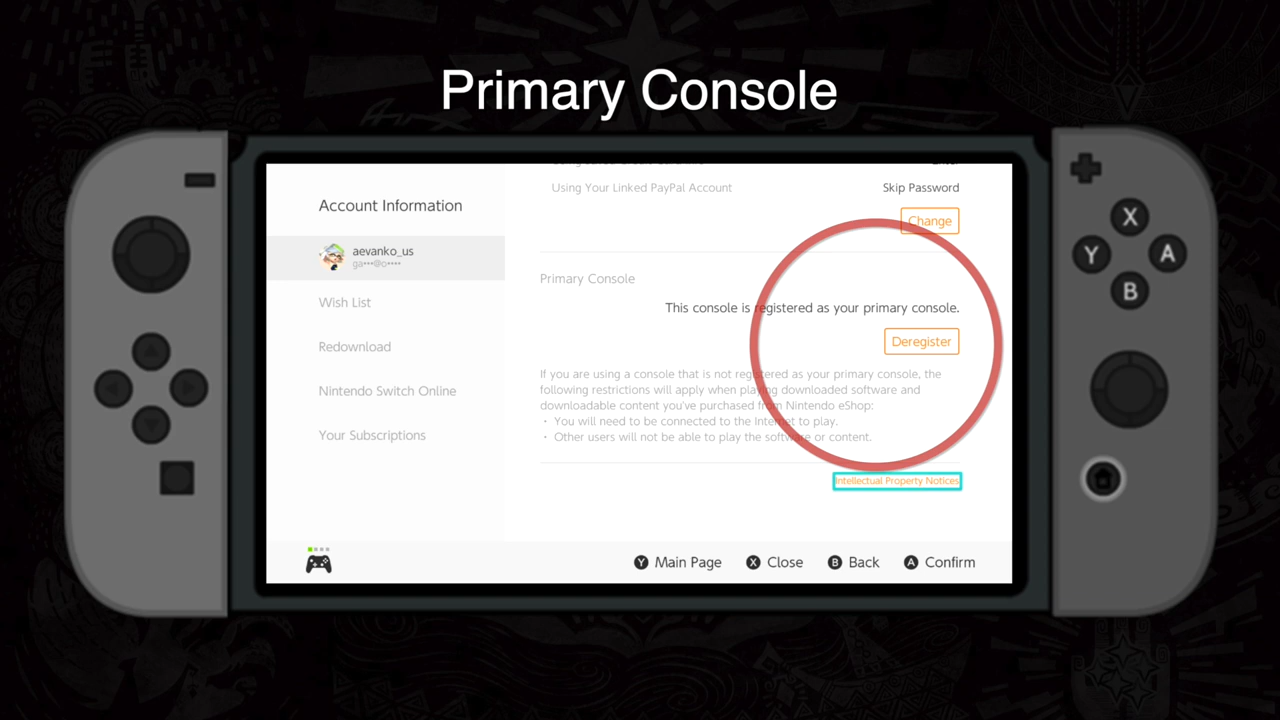 Primary Console
Using Your Linked PayPal Account Skip Password
Change
Account Information
aevanko_us
ga•••@o••••
Wish List
Redownload
Nintendo Switch Online
Your Subscriptions
Primary Console
This console is registered as your primary console.
Deregister
If you are using a console that is not registered as your primary console, the
following restrictions will apply when playing downloaded software and
downloadable content you've purchased from Nintendo eShop:
・ You will need to be connected to the Internet to play.
・ Other users will not be able to play the software or content.
Intellectual Property Notices
Y Main Page X Close B Back A Confirm
X
Y A
B